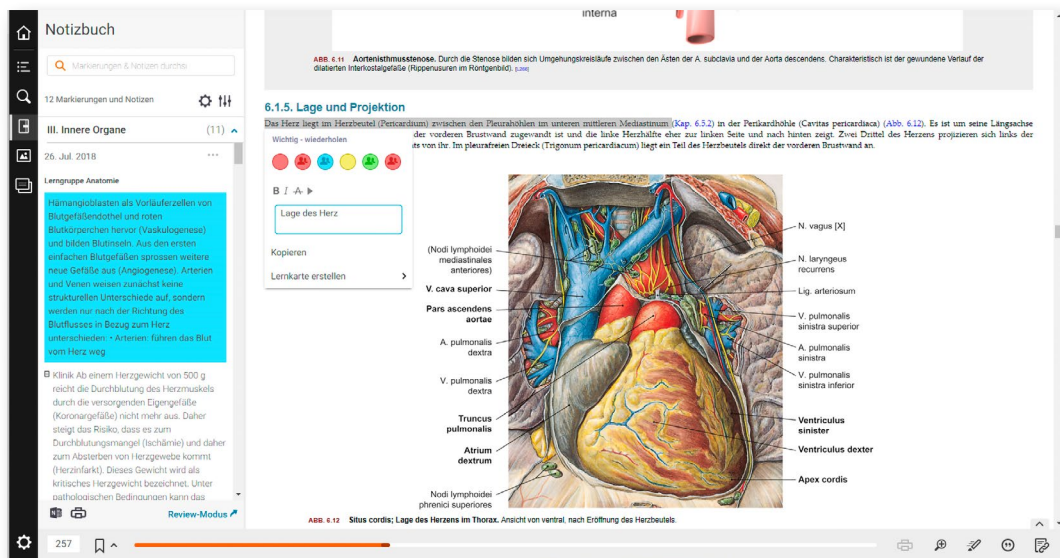 Notizbuch
Markierungen & Notizen durchs
12 Markierungen und Notizen
III. Innere Organe (11)
26. Jul. 2018
Lerngruppe Anatomie
Hämangioblasten als Vorläuferzellen von
Blutgefäßendothel und roten
Blutkörperchen hervor (Vaskulogenese)
und bilden Blutinseln. Aus den ersten
einfachen Blutgefäßen sprossen weitere
neue Gefäße aus (Angiogenese). Arterien
und Venen weisen zunächst keine
strukturellen Unterschiede auf, sondern
werden nur nach der Richtung des
Blutflusses in Bezug zum Herz
unterschieden: • Arterien: führen das Blut
vom Herz weg
Klinik Ab einem Herzgewicht von 500 g
reicht die Durchblutung des Herzmuskels
durch die versorgenden Eigengefäße
(Koronargefäße) nicht mehr aus. Daher
steigt das Risiko, dass es zum
Durchblutungsmangel (Ischämie) und daher
zum Absterben von Herzgewebe kommt
(Herzinfarkt). Dieses Gewicht wird als
kritisches Herzgewicht bezeichnet. Unter
pathologischen Bedingungen kann das
Review-Modus
257
interna
ABB. 6.11 Aortenisthmusstenose. Durch die Stenose bilden sich Umgehungskreisläufe zwischen den Ästen der A. subclavia und der Aorta descendens. Charakteristisch ist der gewundene Verlauf der
dilatierten Interkostalgefäße (Rippenusuren im Röntgenbild).
6.1.5. Lage und Projektion
Das Herz liegt im Herzbeutel (Pericardium) zwischen den Pleurahöhlen im unteren mittleren Mediastinum (Kap. 6.5.2) in der Perikardhöhle (Cavitas pericardiaca) (Abb. 6.12). Es ist um seine Längsachse
der vorderen Brustwand zugewandt ist und die linke Herzhälfte eher zur linken Seite und nach hinten zeigt. Zwei Drittel des Herzens projizieren sich links der
ts von ihr. Im pleurafreien Dreieck (Trigonum pericardiacum) liegt ein Teil des Herzbeutels direkt der vorderen Brustwand an.
Wichtig - wiederholen
B I A
Lage des Herz
Kopieren
Lernkarte erstellen
(Nodi lymphoidei
mediastinales
anteriores)
V. cava superior
Pars ascendens
aortae
A. pulmonalis
dextra
V. pulmonalis
dextra
Truncus
pulmonalis
Atrium
dextrum
Nodi lymphoidei
phrenici superiores
N. vagus [X]
N. laryngeus
recurrens
Lig. arteriosum
V. pulmonalis
sinistra superior
A. pulmonalis
sinistra
V. pulmonalis
sinistra inferior
Ventriculus
sinister
Ventriculus dexter
Apex cordis
ABB. 6.12 Situs cordis; Lage des Herzens im Thorax. Ansicht von ventral, nach Eröffnung des Herzbeutels.